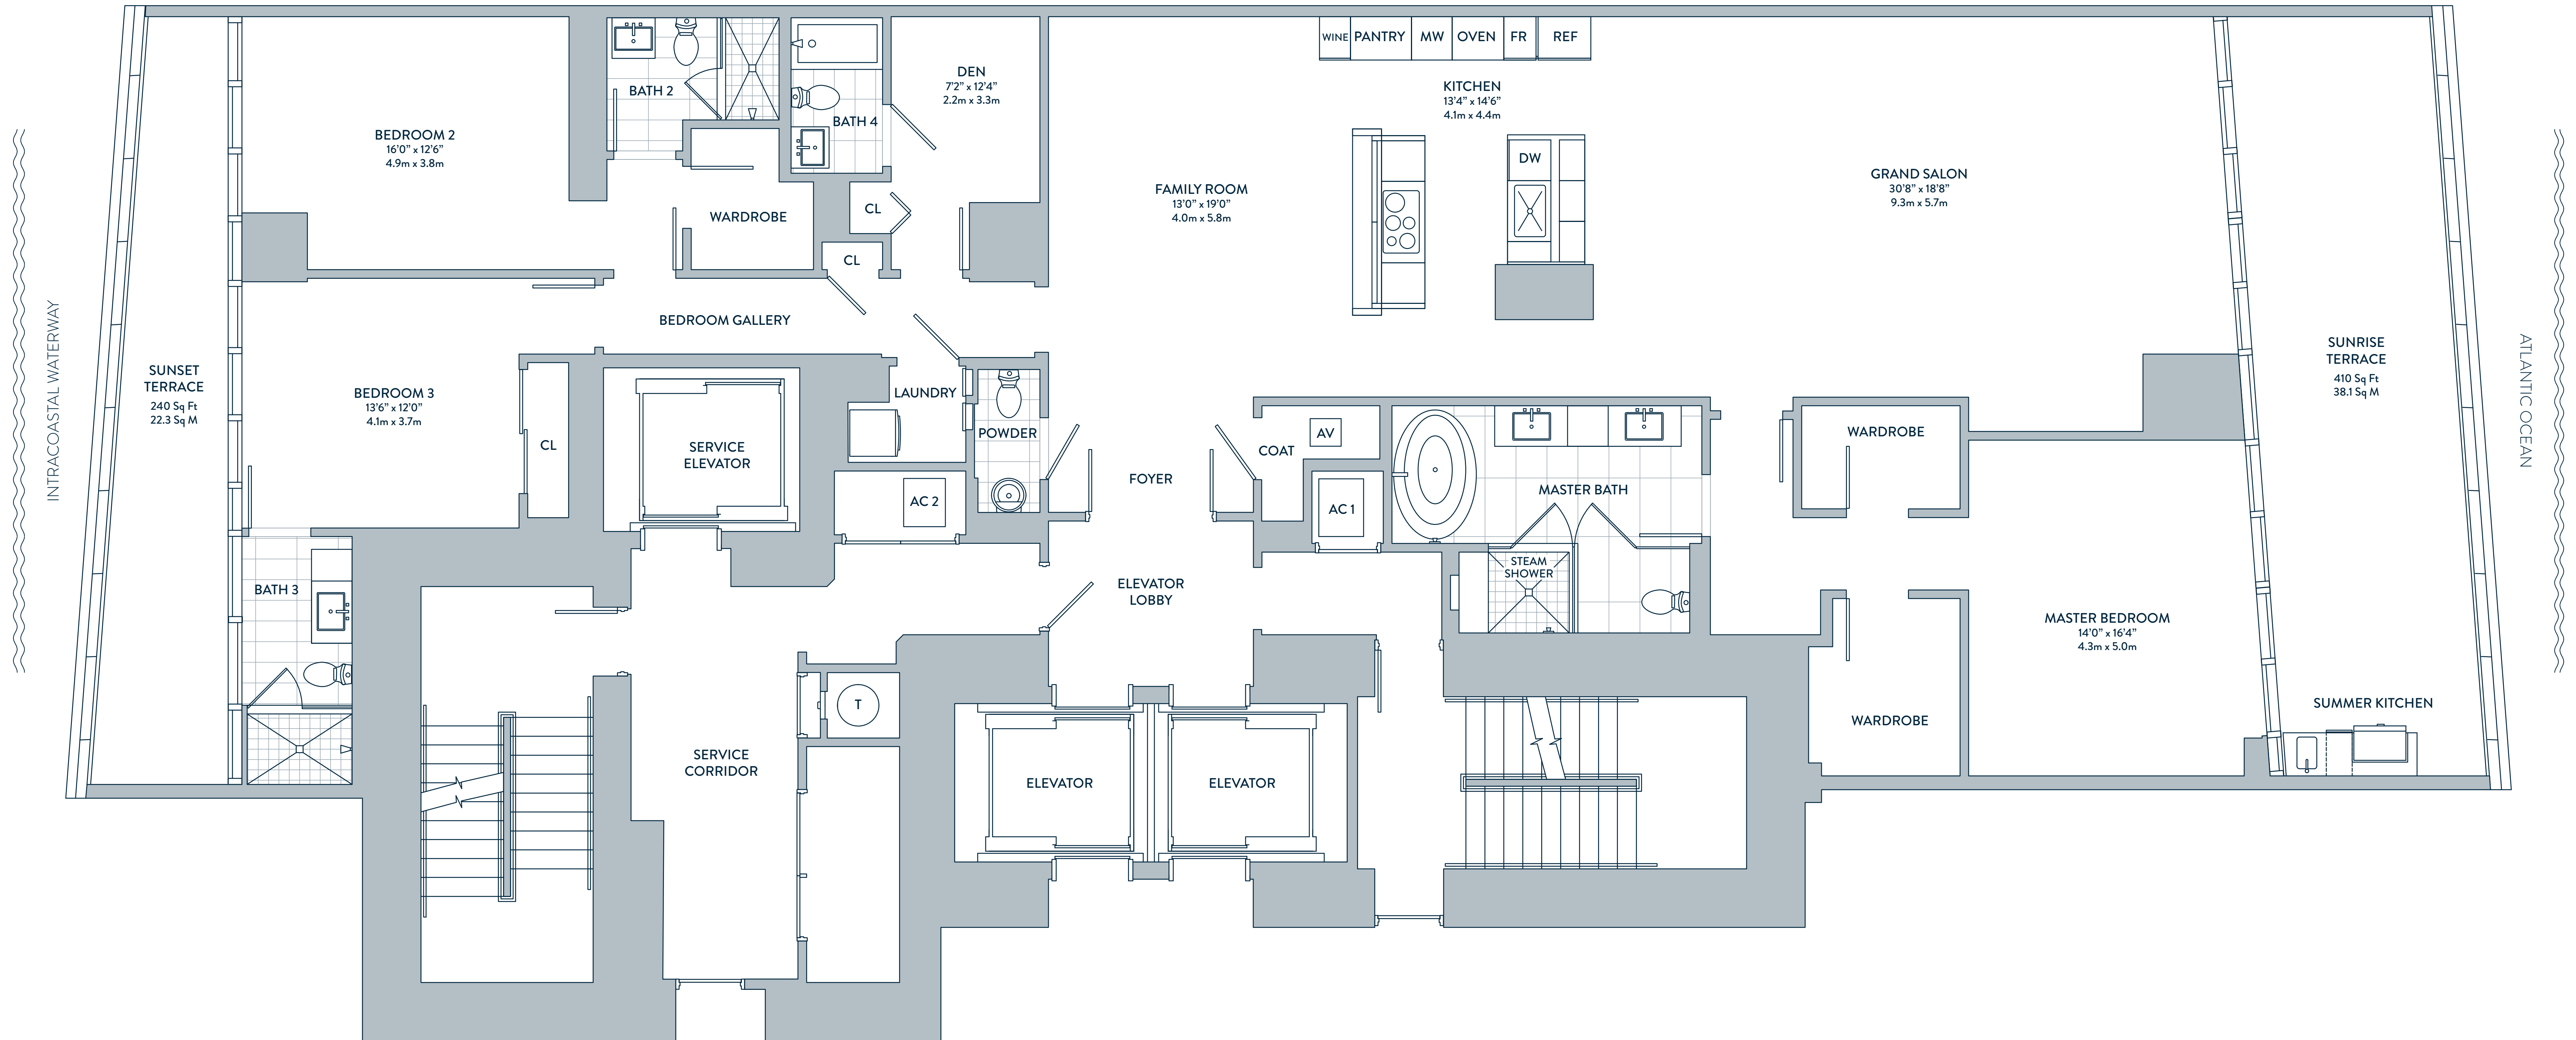 WINE
PANTRY
MW
OVEN
FR
REF
DEN
7'2” x 12'4”
2.2m x 3.3m
KITCHEN
13'4” x 14'6”
4.1m x 4.4m
BATH 2
BATH 4
BEDROOM 2
16'0” x 12'6”
4.9m x 3.8m
DW
FAMILY ROOM
13'0” x 19'0”
4.0m x 5.8m
GRAND SALON
30'8” x 18'8”
9.3m x 5.7m
WARDROBE
CL
CL
BEDROOM GALLERY
INTRACOASTAL WATERWAY
SUNSET
TERRACE
240 Sq Ft
22.3 Sq M
BEDROOM 3
13'6” x 12'0”
4.1m x 3.7m
CL
SERVICE
ELEVATOR
LAUNDRY
POWDER
AC 2
FOYER
COAT
AV
AC 1
MASTER BATH
WARDROBE
SUNRISE
TERRACE
410 Sq Ft
38.1 Sq M
ATLANTIC OCEAN
BATH 3
ELEVATOR
LOBBY
STEAM
SHOWER
MASTER BEDROOM
14'0” x 16'4”
4.3m x 5.0m
T
WARDROBE
SUMMER KITCHEN
SERVICE
CORRIDOR
ELEVATOR
ELEVATOR